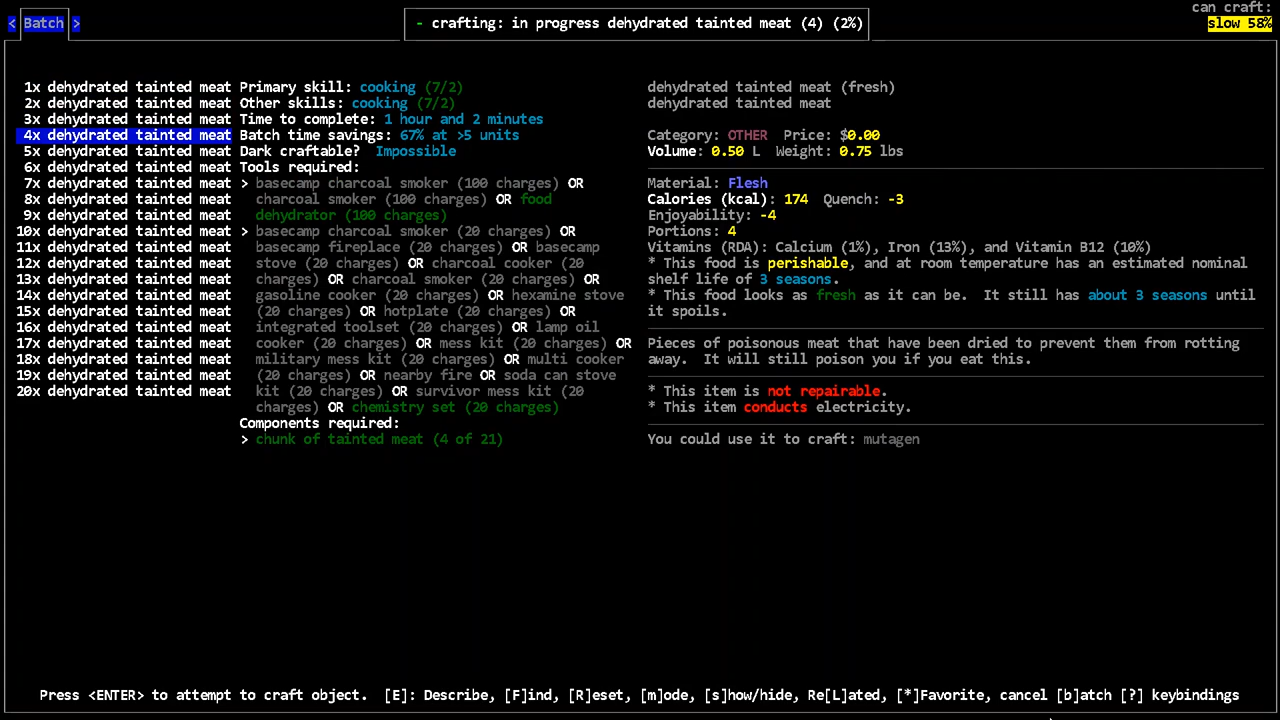 can craft:
< Batch >
- crafting: in progress dehydrated tainted meat (4) (2%)
slow 58%
1x dehydrated tainted meat
2x dehydrated tainted meat
3x dehydrated tainted meat
4x dehydrated tainted meat
5x dehydrated tainted meat
6x dehydrated tainted meat
7x dehydrated tainted meat
8x dehydrated tainted meat
9x dehydrated tainted meat
10x dehydrated tainted meat
11x dehydrated tainted meat
12x dehydrated tainted meat
13x dehydrated tainted meat
14x dehydrated tainted meat
15x dehydrated tainted meat
16x dehydrated tainted meat
17x dehydrated tainted meat
18x dehydrated tainted meat
19x dehydrated tainted meat
20x dehydrated tainted meat
Primary skill: cooking (7/2)
Other skills: cooking (7/2)
Time to complete: 1 hour and 2 minutes
Batch time savings: 67% at >5 units
Dark craftable? Impossible
Tools required:
> basecamp charcoal smoker (100 charges) OR
charcoal smoker (100 charges) OR food
dehydrator (100 charges)
> basecamp charcoal smoker (20 charges) OR
basecamp fireplace (20 charges) OR basecamp
stove (20 charges) OR charcoal cooker (20
charges) OR charcoal smoker (20 charges) OR
gasoline cooker (20 charges) OR hexamine stove
(20 charges) OR hotplate (20 charges) OR
integrated toolset (20 charges) OR lamp oil
cooker (20 charges) OR mess kit (20 charges) OR
military mess kit (20 charges) OR multi cooker
(20 charges) OR nearby fire OR soda can stove
kit (20 charges) OR survivor mess kit (20
charges) OR chemistry set (20 charges)
Components required:
> chunk of tainted meat (4 of 21)
dehydrated tainted meat (fresh)
dehydrated tainted meat
Category: OTHER Price: $0.00
Volume: 0.50 L Weight: 0.75 lbs
Material: Flesh
Calories (kcal): 174 Quench: -3
Enjoyability: -4
Portions: 4
Vitamins (RDA): Calcium (1%), Iron (13%), and Vitamin B12 (10%)
* This food is perishable, and at room temperature has an estimated nominal
shelf life of 3 seasons.
* This food looks as fresh as it can be. It still has about 3 seasons until
it spoils.
Pieces of poisonous meat that have been dried to prevent them from rotting
away. It will still poison you if you eat this.
* This item is not repairable.
* This item conducts electricity.
You could use it to craft: mutagen
Press <ENTER> to attempt to craft object. [E]: Describe, [F]ind, [R]eset, [m]ode, [s]how/hide, Re[L]ated, [*]Favorite, cancel [b]atch [?] keybindings